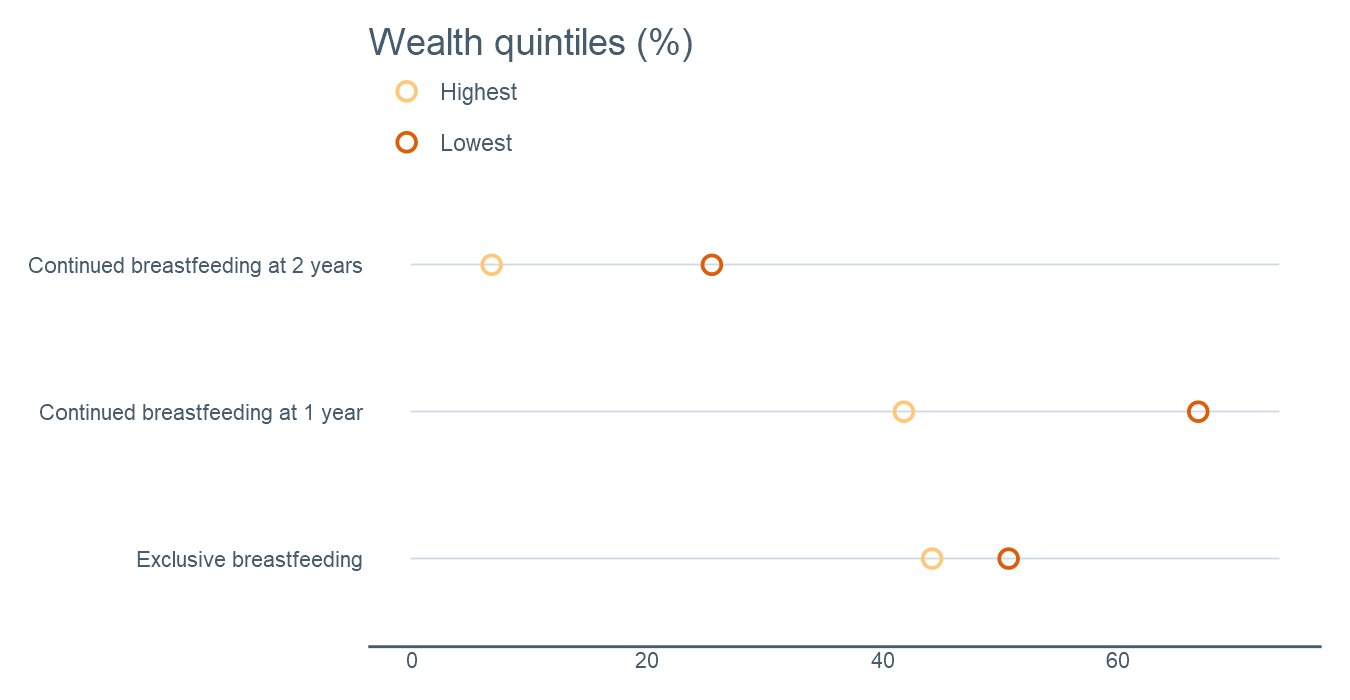 Wealth quintiles (%)
Highest
Lowest
Continued breastfeeding at 2 years
Continued breastfeeding at 1 year
Exclusive breastfeeding
0 20 40 60